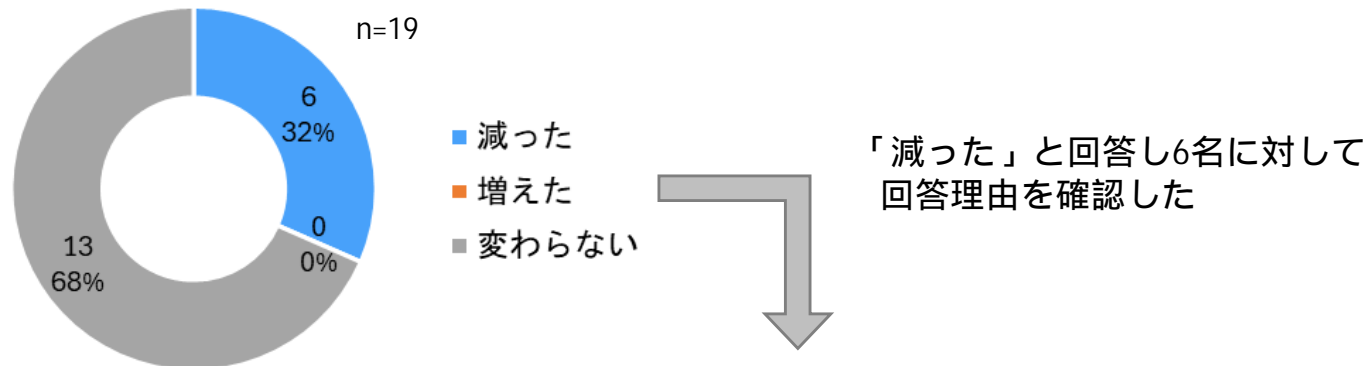 n=19
6
32%
0
0%
13
68%
減った
増えた
変わらない
「減った」と回答し6名に対して
回答理由を確認した